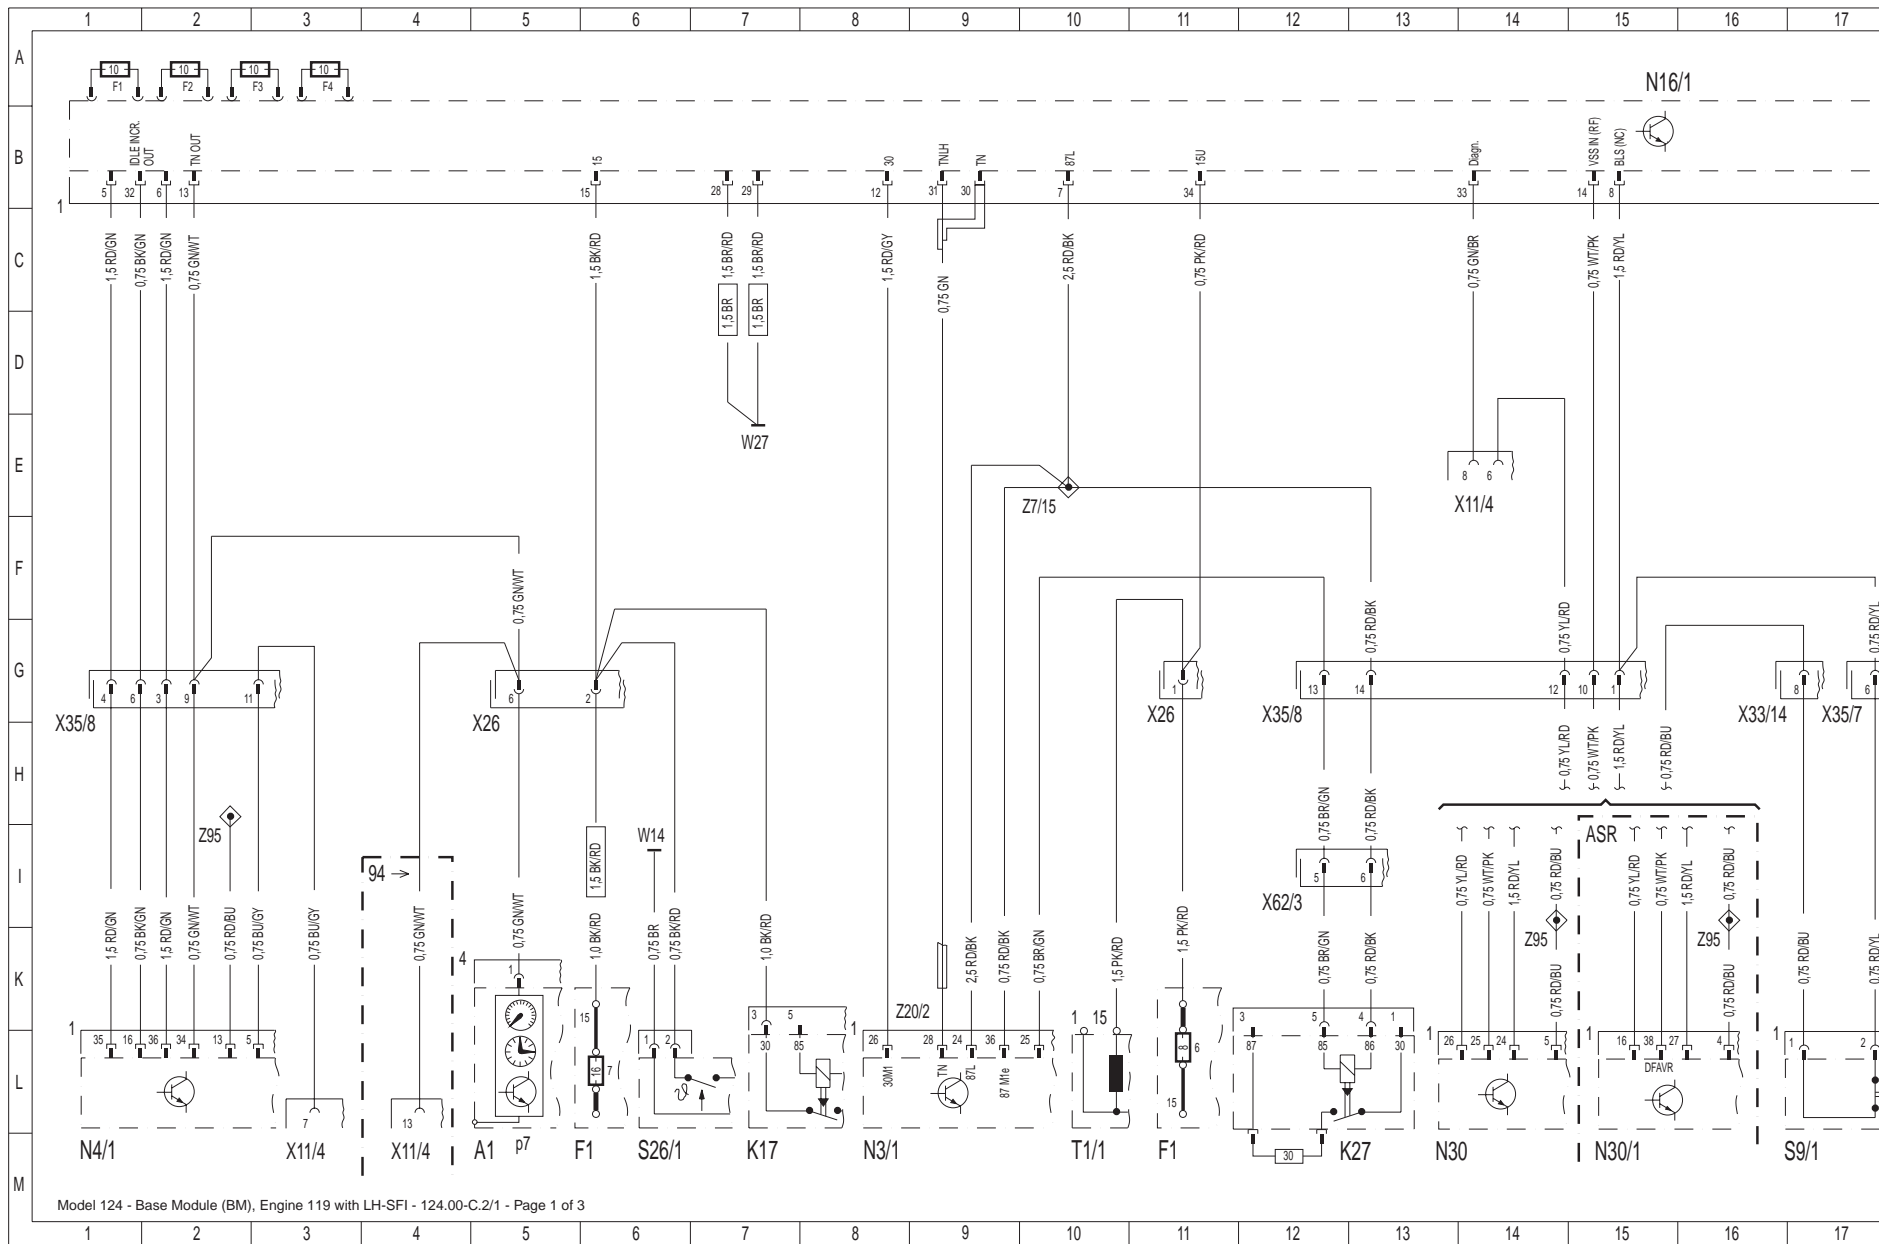 1 2 3 4 5 6 7 8 9 10 11 12 13 14 15 16 17
A
10 10 10 10
F1 F2 F3 F4
N16/1
B
IDLE INCR. OUT
TN OUT
15
30
TNLH
TN
87L
15U
Diagn.
VSS IN (RF)
BLS (NC)
5 32 6 13 15 28 29 12 31 30 7 34 33 14 8
1
C
1,5 RD/GN
0,75 BK/GN
1,5 RD/GN
0,75 GN/WT
1,5 BK/RD
1,5 BR/RD
1,5 BR/RD
1,5 RD/GY
0,75 GN
2,5 RD/BK
0,75 PK/RD
0,75 GN/BR
0,75 WT/PK
1,5 RD/YL
1,5 BR
1,5 BR
D
W27
E
8 6
X11/4
Z7/15
F
0,75 GN/WT
0,75 RD/BK
0,75 YL/RD
0,75 RD/YL
G
4 6 3 9 11 6 2 1 13 14 12 10 1 8 6
X35/8
X26
X26
X35/8
X33/14
X35/7
H
0,75 YL/RD
0,75 WT/PK
1,5 RD/YL
0,75 RD/BU
Z95
W14
0,75 BR/GN
0,75 RD/BK
ASR
I
94
1,5 BK/RD
5 6
X62/3
0,75 YL/RD
0,75 WT/PK
1,5 RD/YL
0,75 RD/BU
0,75 YL/RD
0,75 WT/PK
1,5 RD/YL
0,75 RD/BU
1,5 RD/GN
0,75 BK/GN
1,5 RD/GN
0,75 GN/WT
0,75 RD/BU
0,75 BU/GY
0,75 BU/GY
0,75 GN/WT
0,75 GN/WT
1,0 BK/RD
0,75 BR
0,75 BK/RD
1,0 BK/RD
2,5 RD/BK
0,75 RD/BK
0,75 BR/GN
1,5 PK/RD
1,5 PK/RD
0,75 BR/GN
0,75 RD/BK
Z95
0,75 RD/BU
Z95
0,75 RD/BU
0,75 RD/BU
0,75 RD/YL
K
4
1
15
3 5
Z20/2
1 15
3 5 4 1
1
35 16 36 34 13 5
1 2
30 85
1
26 28 24 36 25
87 85 86 30
1
26 25 24 5
1
16 38 27 4
1
1 2
L
16 7
30M1
TN
87L
87 M1e
8 6
15
DFAVR
7
13
30
N4/1
X11/4
X11/4
A1
p7
F1
S26/1
K17
N3/1
T1/1
F1
K27
N30
N30/1
S9/1
M
Model 124 - Base Module (BM), Engine 119 with LH-SFI - 124.00-C.2/1 - Page 1 of 3
1 2 3 4 5 6 7 8 9 10 11 12 13 14 15 16 17